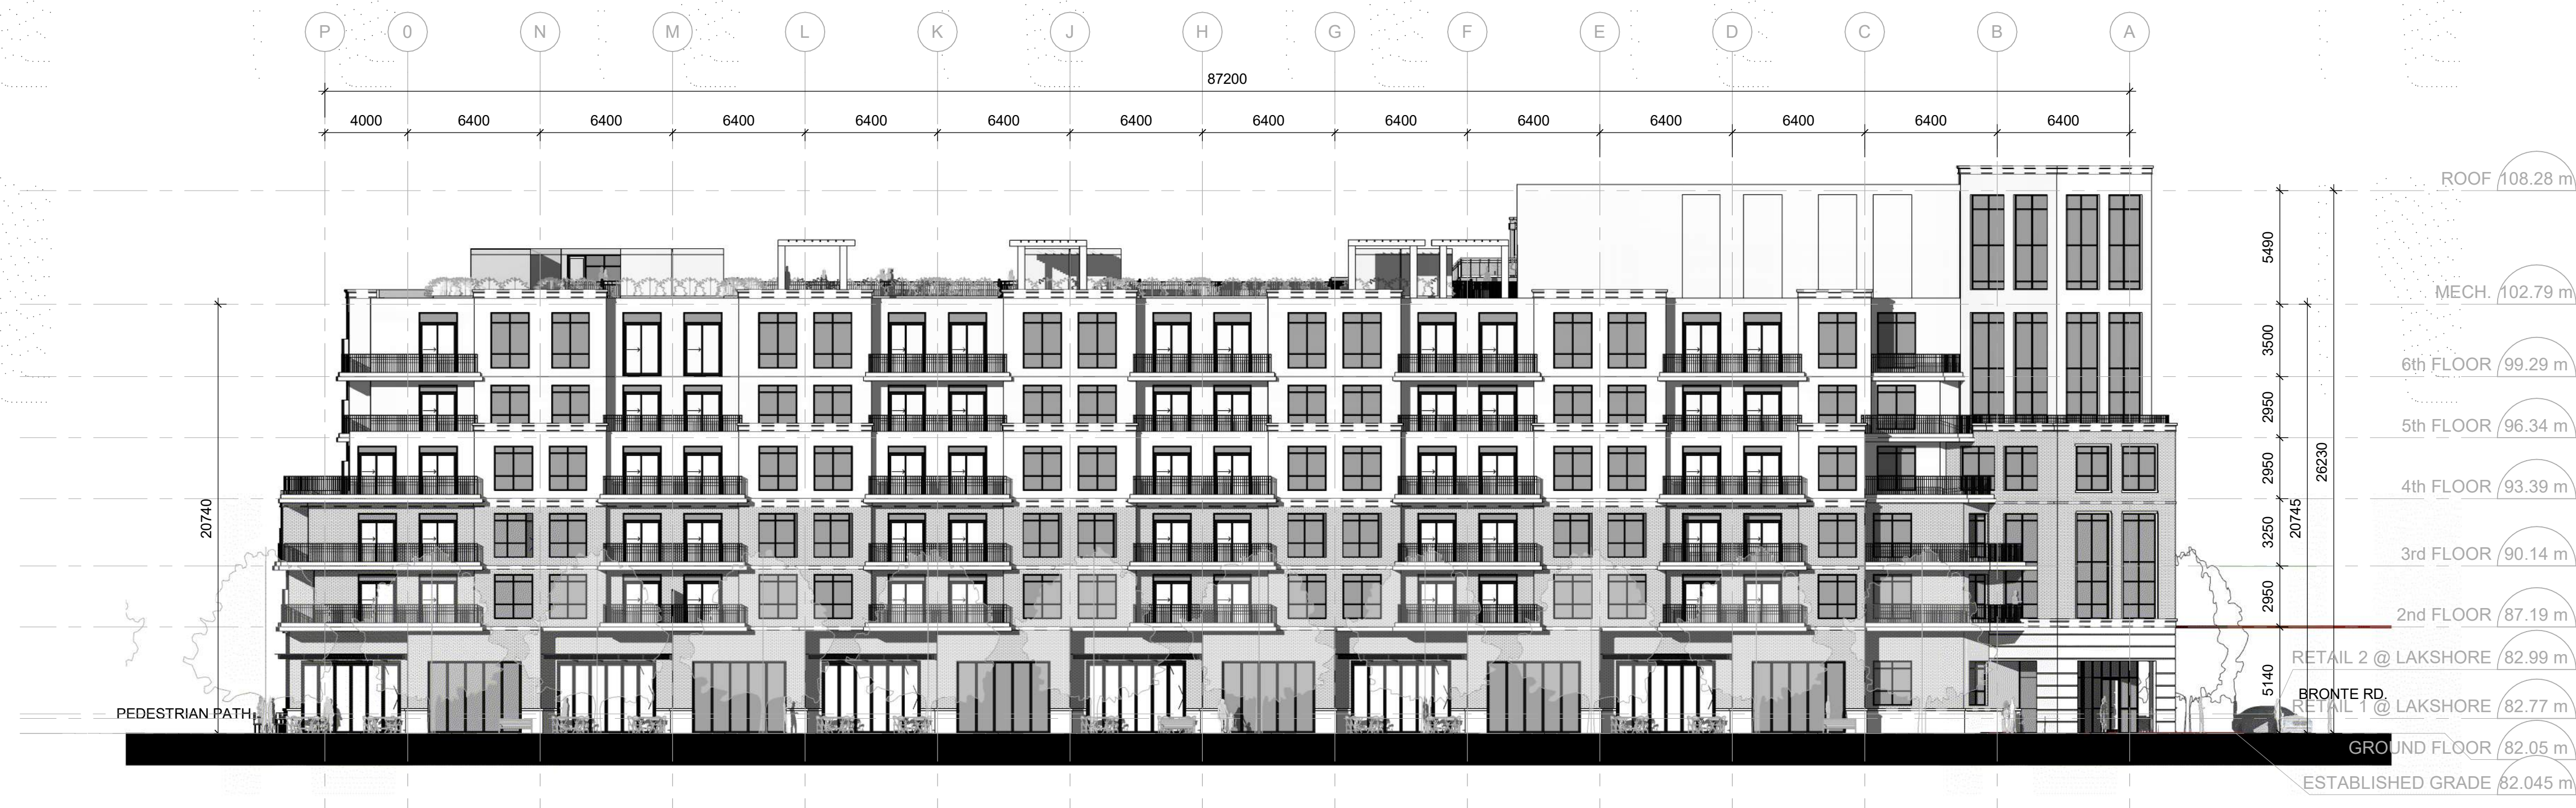 P 0 N M L K J H G F E D C B A
87200
4000 6400 6400 6400 6400 6400 6400 6400 6400 6400 6400 6400 6400 6400
ROOF 108.28 m
5490
MECH. 102.79 m
3500
6th FLOOR 99.29 m
2950
5th FLOOR 96.34 m
2950
26230
4th FLOOR 93.39 m
20740
3250
20745
3rd FLOOR 90.14 m
2950
2nd FLOOR 87.19 m
RETAIL 2 @ LAKSHORE 82.99 m
5140
BRONTE RD.
PEDESTRIAN PATH
RETAIL 1 @ LAKSHORE 82.77 m
GROUND FLOOR 82.05 m
ESTABLISHED GRADE 82.045 m